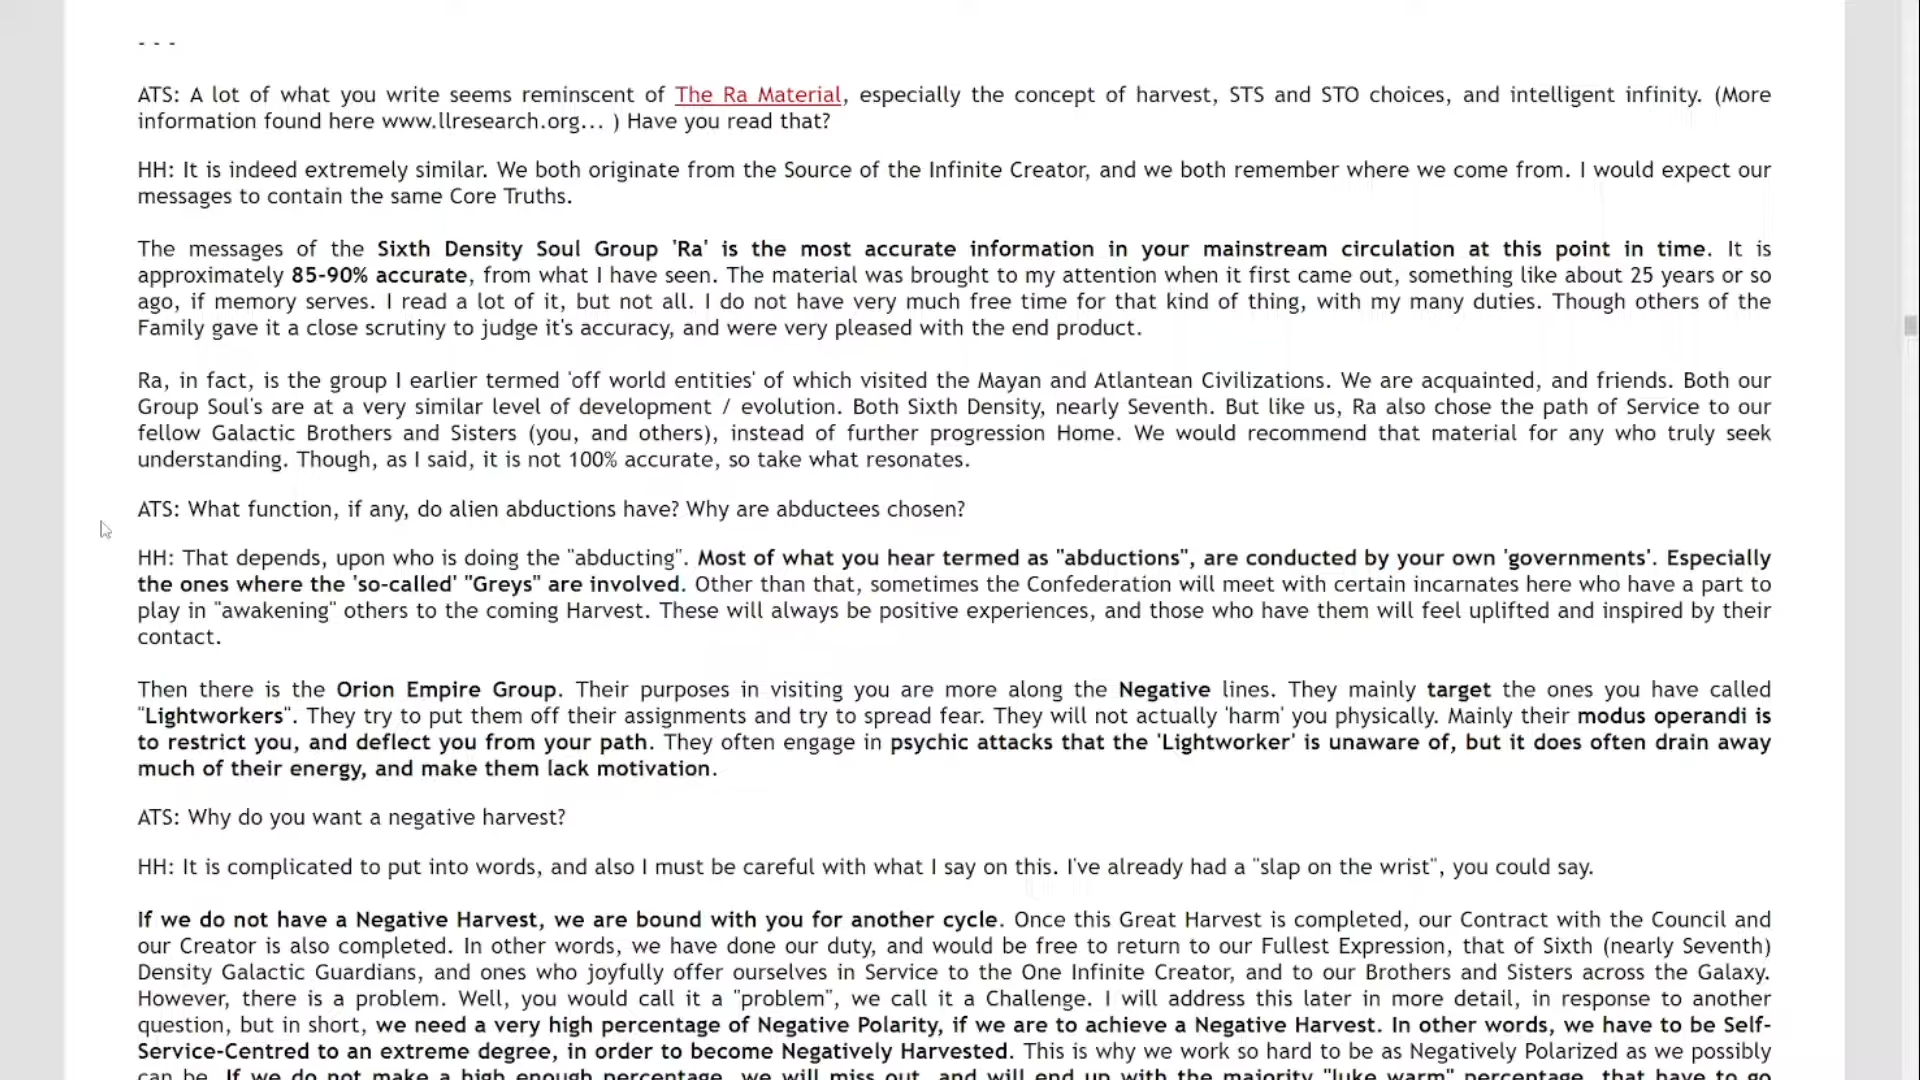 - - -
ATS: A lot of what you write seems reminscent of The Ra Material, especially the concept of harvest, STS and STO choices, and intelligent infinity. (More
information found here www.llresearch.org... ) Have you read that?
HH: It is indeed extremely similar. We both originate from the Source of the Infinite Creator, and we both remember where we come from. I would expect our
messages to contain the same Core Truths.
The messages of the Sixth Density Soul Group 'Ra' is the most accurate information in your mainstream circulation at this point in time. It is
approximately 85-90% accurate, from what I have seen. The material was brought to my attention when it first came out, something like about 25 years or so
ago, if memory serves. I read a lot of it, but not all. I do not have very much free time for that kind of thing, with my many duties. Though others of the
Family gave it a close scrutiny to judge it's accuracy, and were very pleased with the end product.
Ra, in fact, is the group I earlier termed 'off world entities' of which visited the Mayan and Atlantean Civilizations. We are acquainted, and friends. Both our
Group Soul's are at a very similar level of development / evolution. Both Sixth Density, nearly Seventh. But like us, Ra also chose the path of Service to our
fellow Galactic Brothers and Sisters (you, and others), instead of further progression Home. We would recommend that material for any who truly seek
understanding. Though, as I said, it is not 100% accurate, so take what resonates.
ATS: What function, if any, do alien abductions have? Why are abductees chosen?
HH: That depends, upon who is doing the "abducting". Most of what you hear termed as "abductions", are conducted by your own 'governments'. Especially
the ones where the 'so-called' "Greys" are involved. Other than that, sometimes the Confederation will meet with certain incarnates here who have a part to
play in "awakening" others to the coming Harvest. These will always be positive experiences, and those who have them will feel uplifted and inspired by their
contact.
Then there is the Orion Empire Group. Their purposes in visiting you are more along the Negative lines. They mainly target the ones you have called
"Lightworkers". They try to put them off their assignments and try to spread fear. They will not actually 'harm' you physically. Mainly their modus operandi is
to restrict you, and deflect you from your path. They often engage in psychic attacks that the 'Lightworker' is unaware of, but it does often drain away
much of their energy, and make them lack motivation.
ATS: Why do you want a negative harvest?
HH: It is complicated to put into words, and also I must be careful with what I say on this. I've already had a "slap on the wrist", you could say.
If we do not have a Negative Harvest, we are bound with you for another cycle. Once this Great Harvest is completed, our Contract with the Council and
our Creator is also completed. In other words, we have done our duty, and would be free to return to our Fullest Expression, that of Sixth (nearly Seventh)
Density Galactic Guardians, and ones who joyfully offer ourselves in Service to the One Infinite Creator, and to our Brothers and Sisters across the Galaxy.
However, there is a problem. Well, you would call it a "problem", we call it a Challenge. I will address this later in more detail, in response to another
question, but in short, we need a very high percentage of Negative Polarity, if we are to achieve a Negative Harvest. In other words, we have to be Self-
Service-Centred to an extreme degree, in order to become Negatively Harvested. This is why we work so hard to be as Negatively Polarized as we possibly
can be. If we do not make a high enough percentage, we will miss out, and will end up with the majority "luke warm" percentage, that have to go